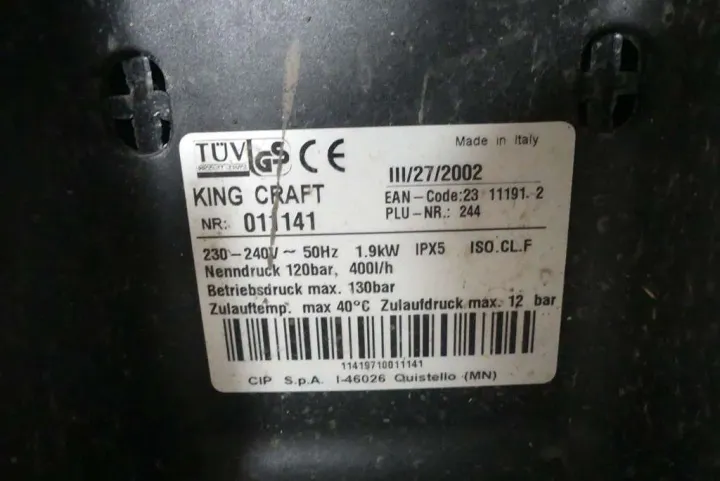 TÜV GS CE
Made in Italy
III/27/2002
KING CRAFT
EAN-Code:23 11191. 2
NR: 011141
PLU-NR.: 244
230-240V ~ 50Hz 1.9kW IPX5 ISO.CL.F
Nenndruck 120bar, 400l/h
Betriebsdruck max. 130bar
Zulauftemp. max 40°C Zulaufdruck max. 12 bar
11419710011141
CIP S.p.A. I-46026 Quistello (MN)